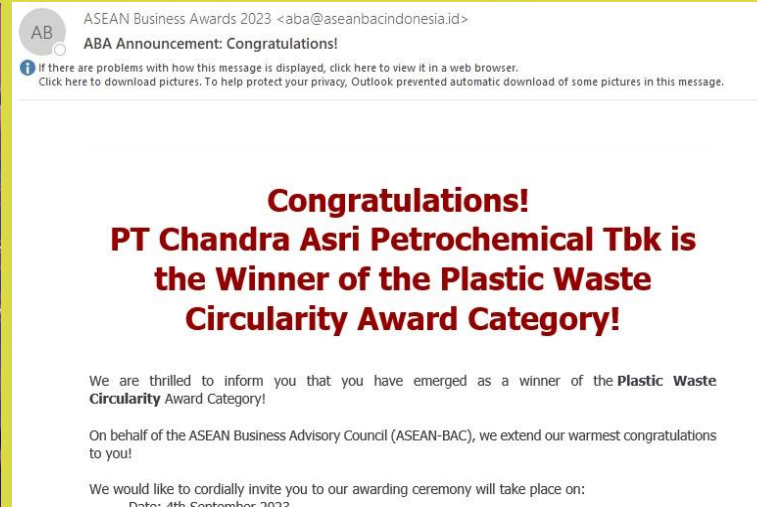 AB
ASEAN Business Awards 2023 <aba@aseanbacindonesia.id>
ABA Announcement: Congratulations!
If there are problems with how this message is displayed, click here to view it in a web browser.
Click here to download pictures. To help protect your privacy, Outlook prevented automatic download of some pictures in this message.
Congratulations!
PT Chandra Asri Petrochemical Tbk is
the Winner of the Plastic Waste
Circularity Award Category!
We are thrilled to inform you that you have emerged as a winner of the Plastic Waste
Circularity Award Category!
On behalf of the ASEAN Business Advisory Council (ASEAN-BAC), we extend our warmest congratulations
to you!
We would like to cordially invite you to our awarding ceremony will take place on:
Date: 4th September 2023